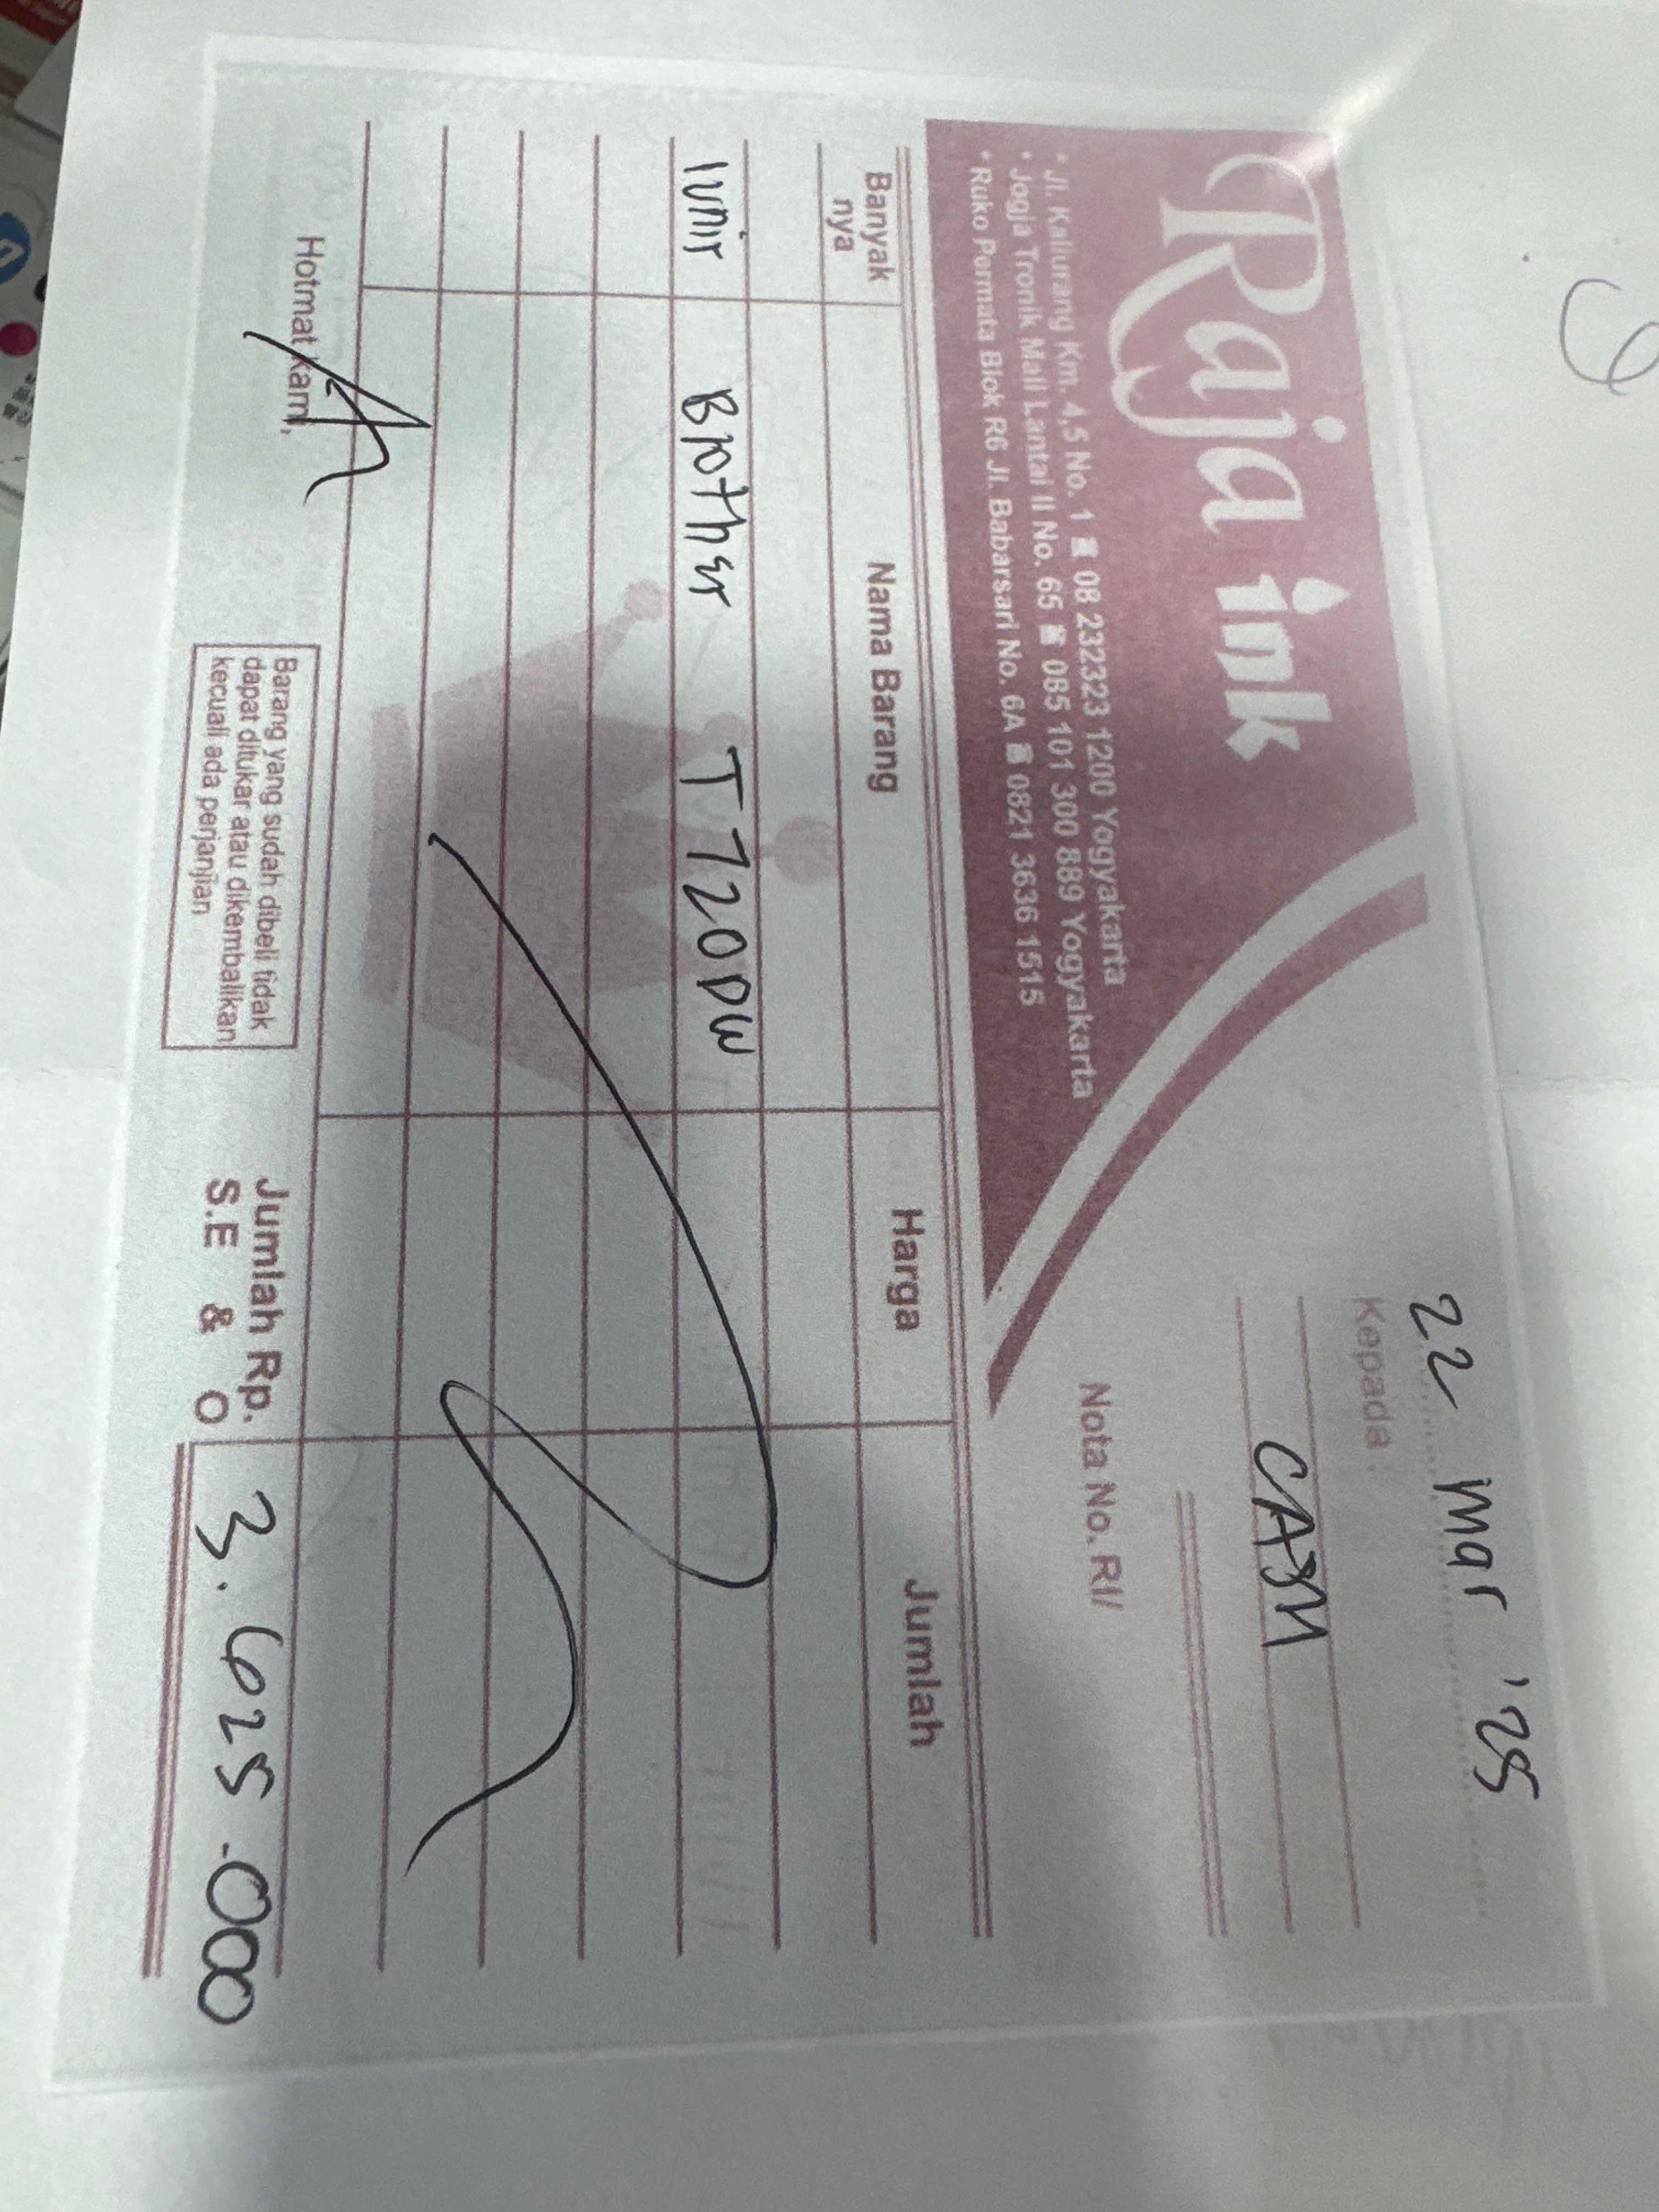 Raja ink
* Jl. Kaliurang Km. 4,5 No. 1 ☎ 08 232323 1200 Yogyakarta
* Jogja Tronik Mall Lantai II No. 65 ☎ 085 101 300 889 Yogyakarta
* Ruko Permata Blok R6 Jl. Babarsari No. 6A ☎ 0821 3636 1515
22 Mar '25
Kepada :
CASH
Nota No. RI/
Banyak nya Nama Barang Harga Jumlah
1 unit Brother T720DW
Hormat Kami,
Barang yang sudah dibeli tidak
dapat ditukar atau dikembalikan
kecuali ada perjanjian
Jumlah Rp. 3.625.000
S.E & O